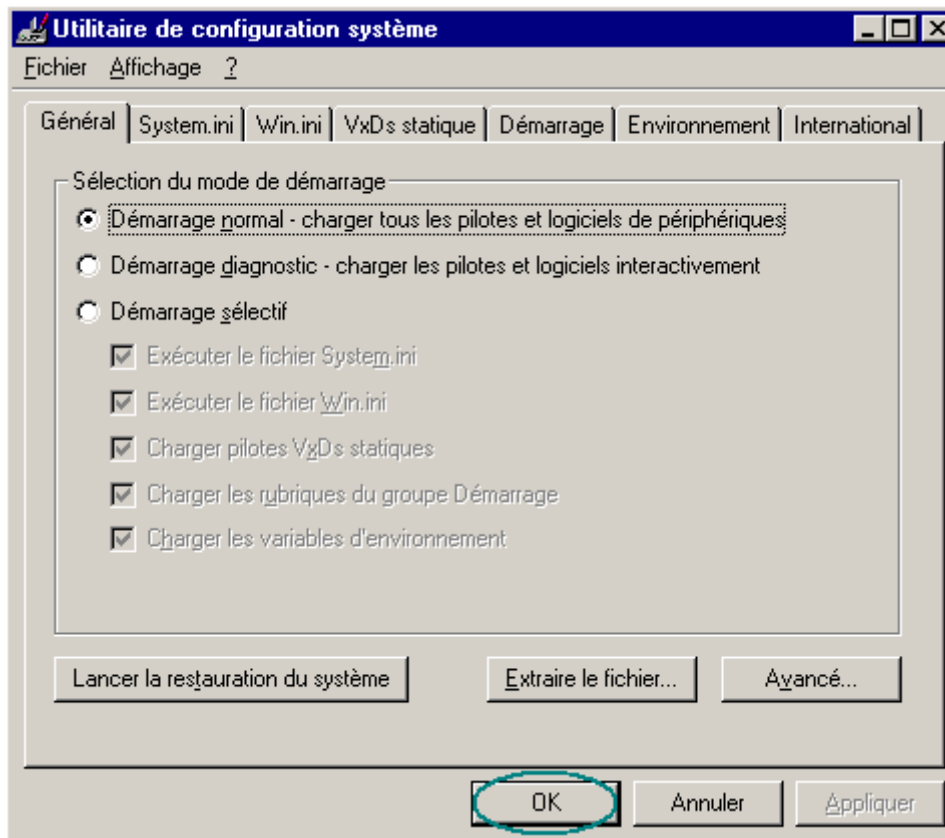 Utilitaire de configuration système
Fichier Affichage ?
Général System.ini Win.ini VxDs statique Démarrage Environnement International
Sélection du mode de démarrage
Démarrage normal - charger tous les pilotes et logiciels de périphériques
Démarrage diagnostic - charger les pilotes et logiciels interactivement
Démarrage sélectif
Exécuter le fichier System.ini
Exécuter le fichier Win.ini
Charger pilotes VxDs statiques
Charger les rubriques du groupe Démarrage
Charger les variables d'environnement
Lancer la restauration du système Extraire le fichier... Avancé...
OK Annuler Appliquer